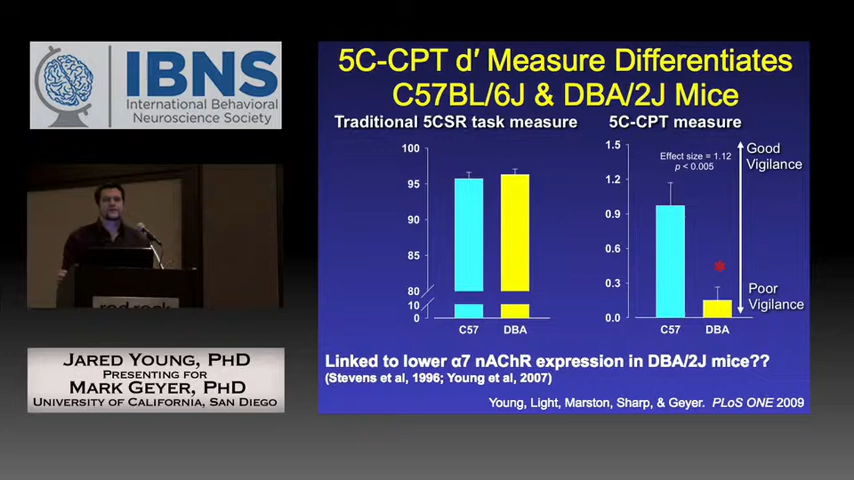 IBNS
International Behavioral
Neuroscience Society
red rock
JARED YOUNG, PHD
PRESENTING FOR
MARK GEYER, PHD
UNIVERSITY OF CALIFORNIA, SAN DIEGO
5C-CPT d′ Measure Differentiates
C57BL/6J & DBA/2J Mice
Traditional 5CSR task measure
100
95
90
85
80
10
0
C57
DBA
5C-CPT measure
1.5
1.2
0.9
0.6
0.3
0.0
Effect size = 1.12
p < 0.005
*
C57
DBA
Good
Vigilance
Poor
Vigilance
Linked to lower α7 nAChR expression in DBA/2J mice??
(Stevens et al, 1996; Young et al, 2007)
Young, Light, Marston, Sharp, & Geyer. PLoS ONE 2009